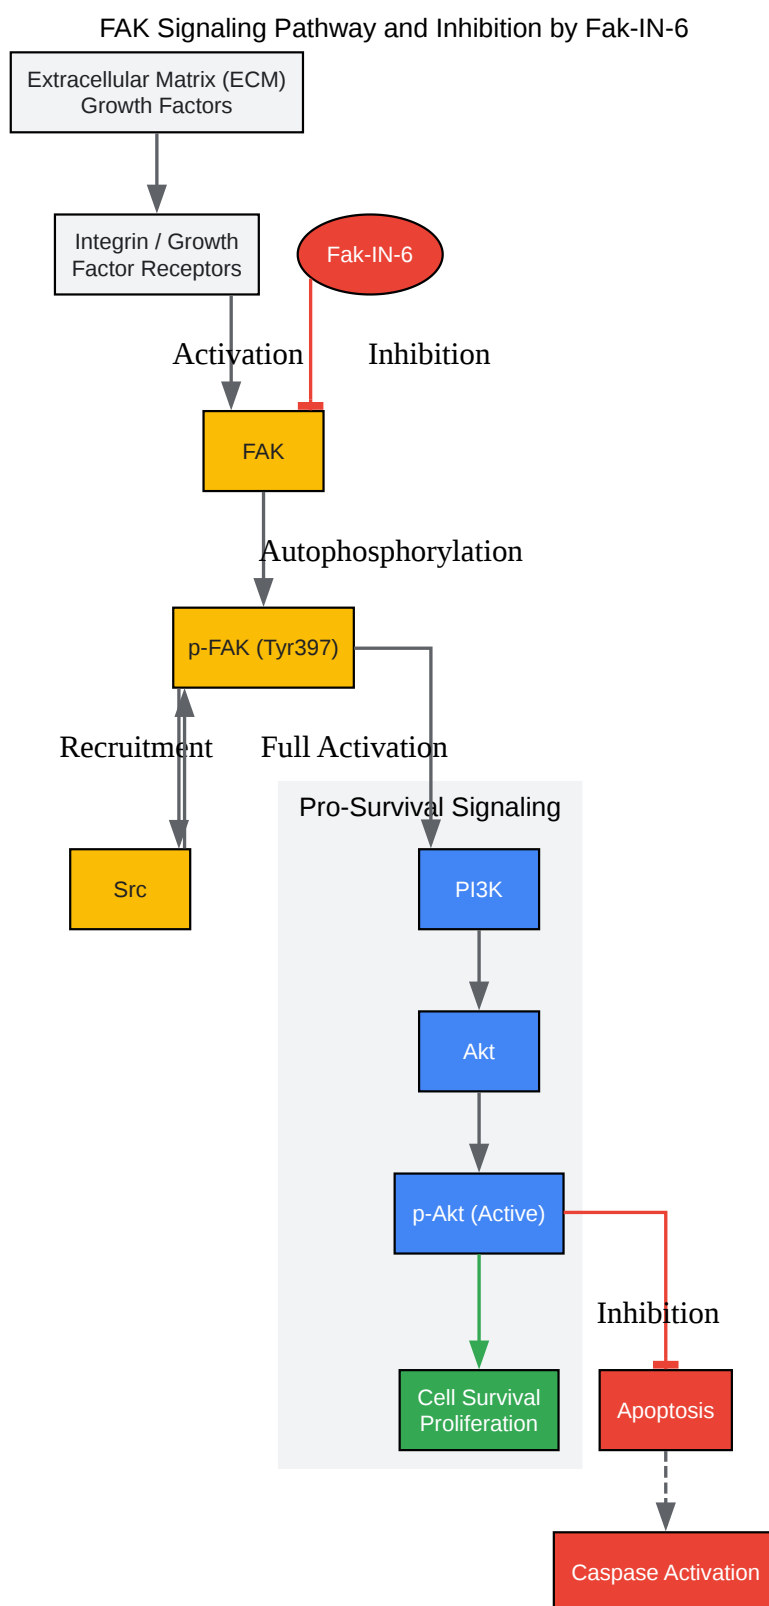 FAK Signaling Pathway and Inhibition by Fak-IN-6
Extracellular Matrix (ECM)
Growth Factors
Integrin / Growth
Factor Receptors
Fak-IN-6
Activation
Inhibition
FAK
Autophosphorylation
p-FAK (Tyr397)
Recruitment
Full Activation
Pro-Survival Signaling
Src
PI3K
Akt
p-Akt (Active)
Inhibition
Cell Survival
Proliferation
Apoptosis
Caspase Activation